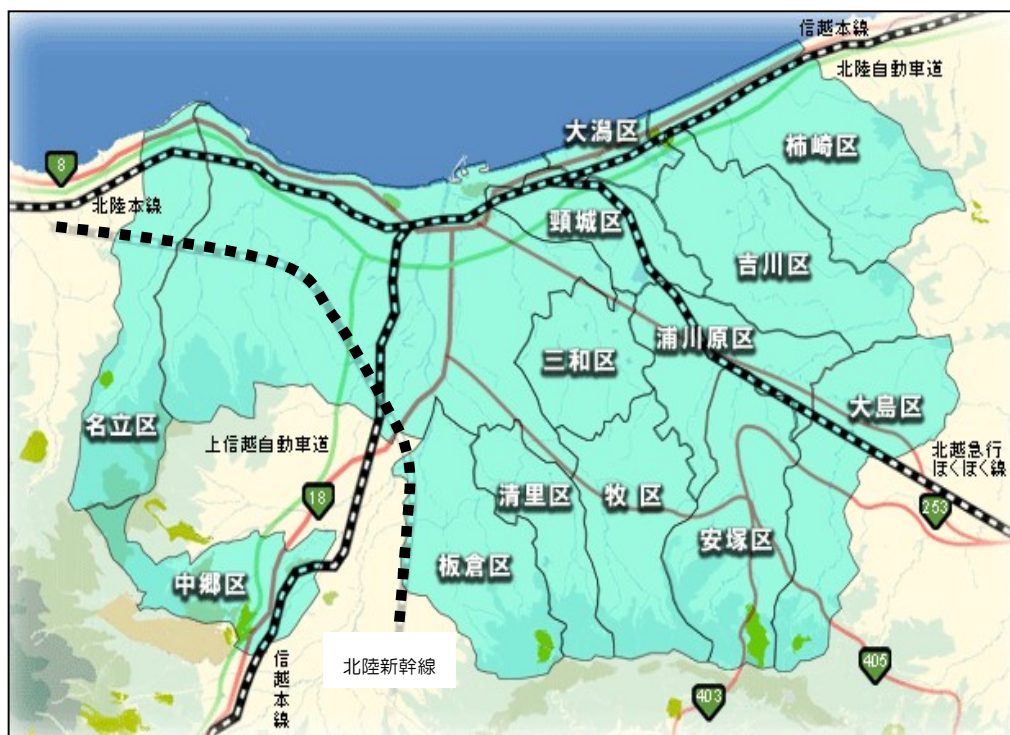 信越本線
北陸自動車道
大潟区
柿崎区
8
北陸本線
頸城区
吉川区
浦川原区
三和区
大島区
名立区
上信越自動車道
北越急行
ほくほく線
18
清里区
牧区
253
安塚区
板倉区
中郷区
北陸新幹線
信越本線
405
403